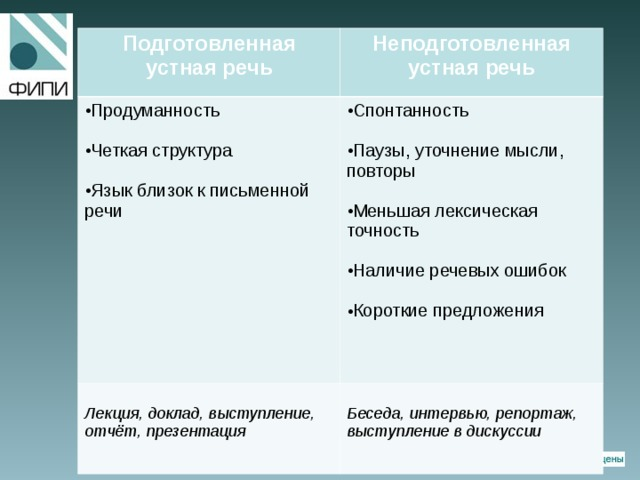 ФИПИ
Подготовленная
устная речь
Неподготовленная
устная речь
•Продуманность
•Четкая структура
•Язык близок к письменной
речи
•Спонтанность
•Паузы, уточнение мысли,
повторы
•Меньшая лексическая
точность
•Наличие речевых ошибок
•Короткие предложения
Лекция, доклад, выступление,
отчёт, презентация
Беседа, интервью, репортаж,
выступление в дискуссии